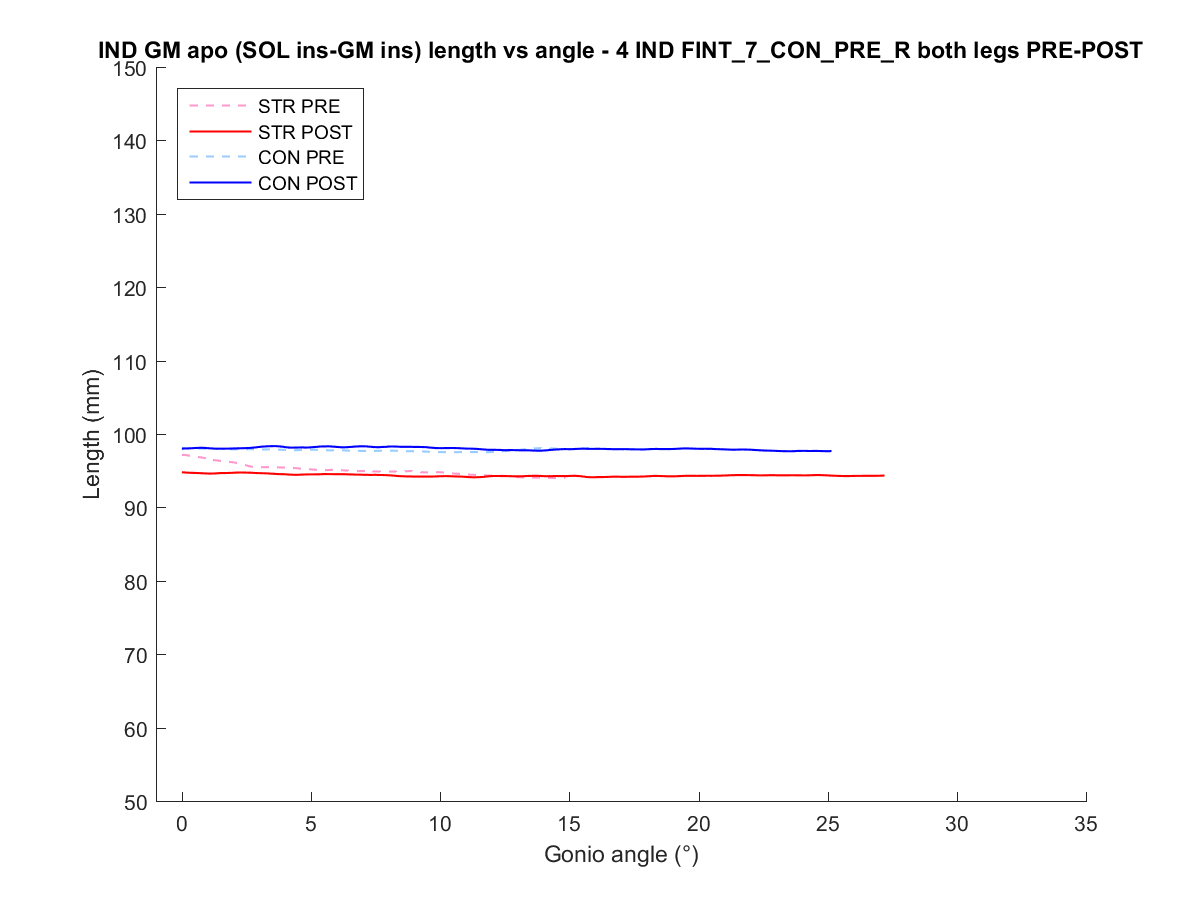 IND GM apo (SOL ins-GM ins) length vs angle - 4 IND FINT_7_CON_PRE_R both legs PRE-POST
150
140
130
120
110
100
90
80
70
60
50
STR PRE
STR POST
CON PRE
CON POST
Length (mm)
0 5 10 15 20 25 30 35
Gonio angle (°)